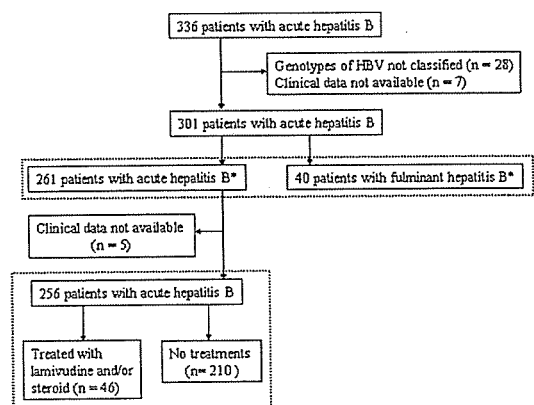 336 patients with acute hepatitis B
Genotypes of HBV not classified (n = 28)
Clinical data not available (n = 7)
301 patients with acute hepatitis B
261 patients with acute hepatitis B*
40 patients with fulminant hepatitis B*
Clinical data not available
(n = 5)
256 patients with acute hepatitis B
Treated with
lamivudine and/or
steroid (n = 46)
No treatments
(n= 210)